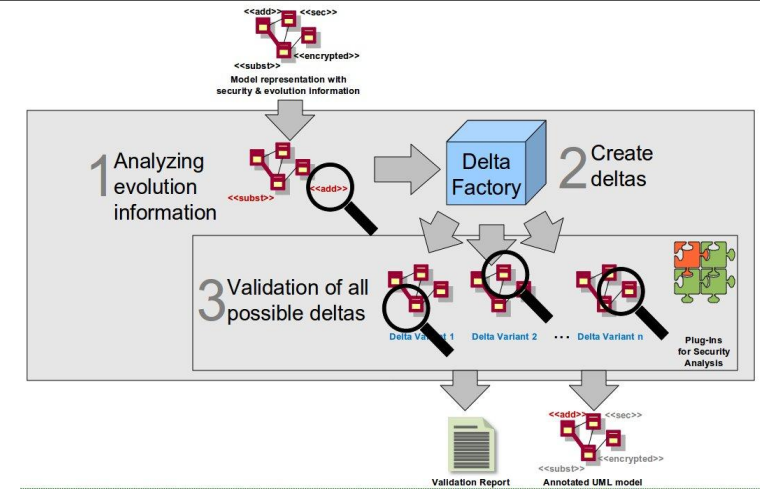 <<add>> <<sec>>
<<encrypted>>
<<subst>>
Model representation with
security & evolution information
1 Analyzing
evolution
information
<<add>>
<<subst>>
Delta
Factory
2 Create
deltas
3 Validation of all
possible deltas
Delta Variant 1 Delta Variant 2 ... Delta Variant n
Plug-Ins
for Security
Analysis
<<add>> <<sec>>
<<encrypted>>
<<subst>>
Validation Report Annotated UML model